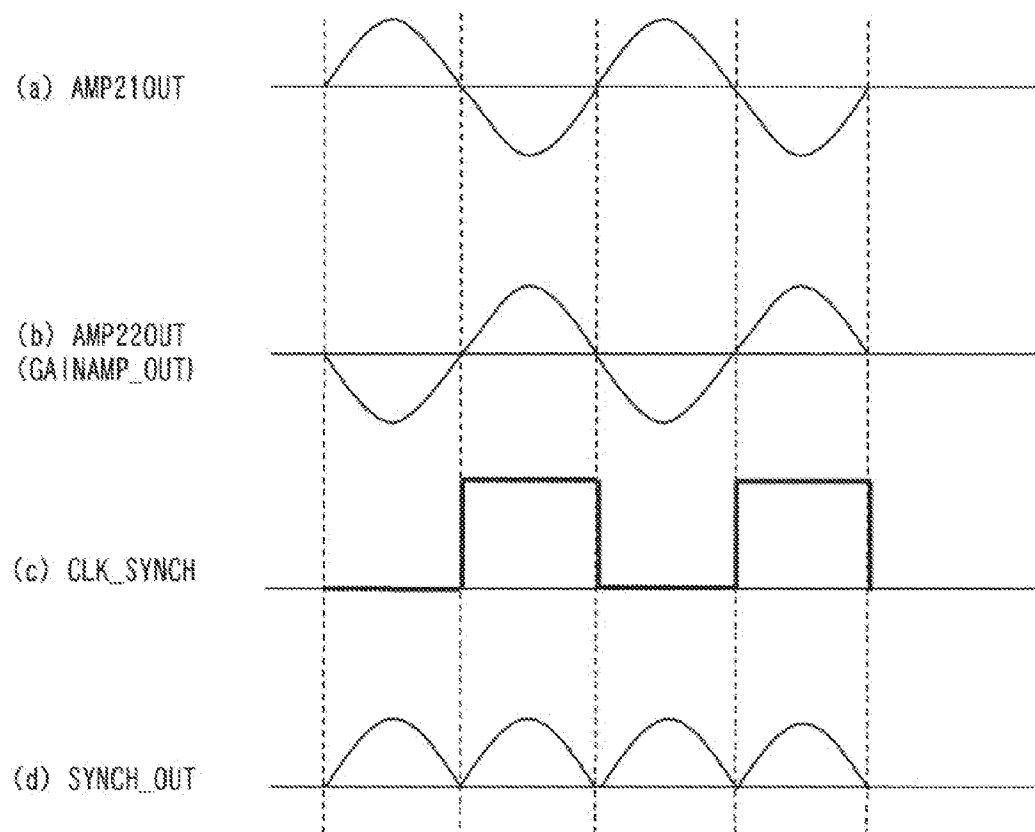 (a) AMP21OUT
(b) AMP22OUT
(GAINAMP_OUT)
(c) CLK_SYNCH
(d) SYNCH_OUT